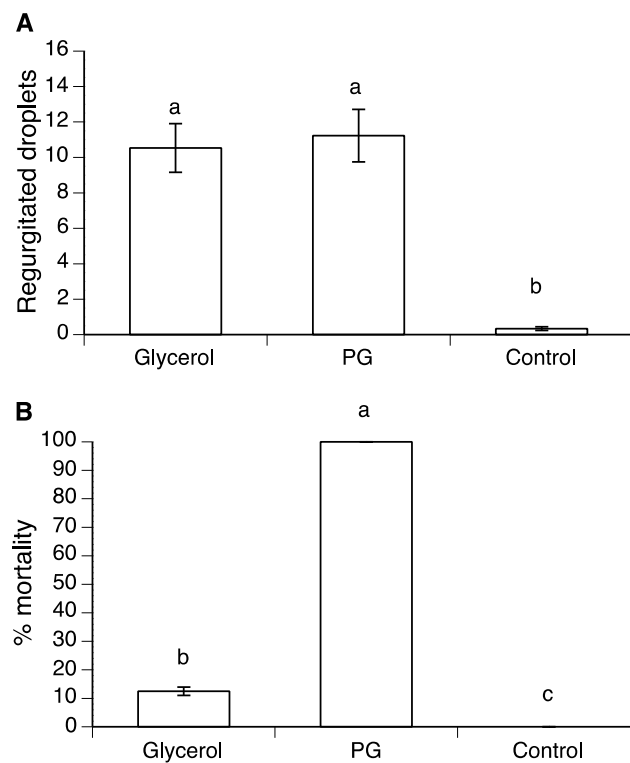 A
Regurgitated droplets
16
14
12
10
8
6
4
2
0
a
a
b
Glycerol PG Control
B
% mortality
100
90
80
70
60
50
40
30
20
10
0
a
b
c
Glycerol PG Control